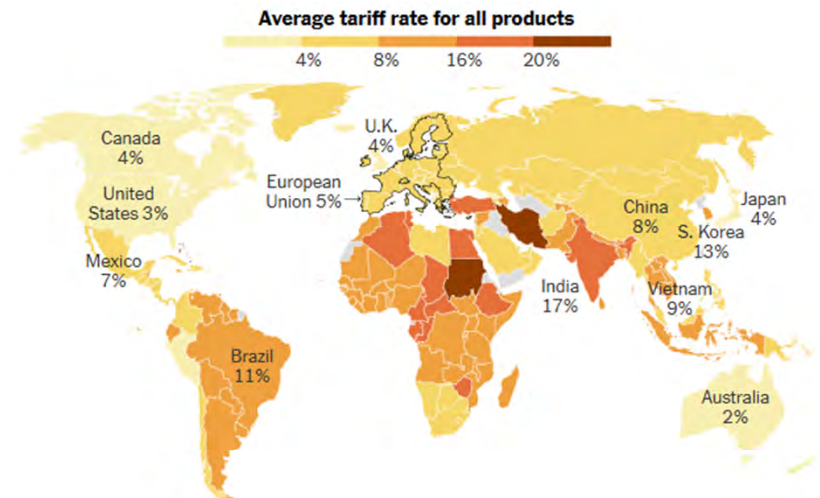 Average tariff rate for all products
4% 8% 16% 20%
Canada
4%
U.K.
4%
United
States 3%
European
Union 5%
Mexico
7%
China
8%
Japan
4%
S. Korea
13%
India
17%
Vietnam
9%
Brazil
11%
Australia
2%